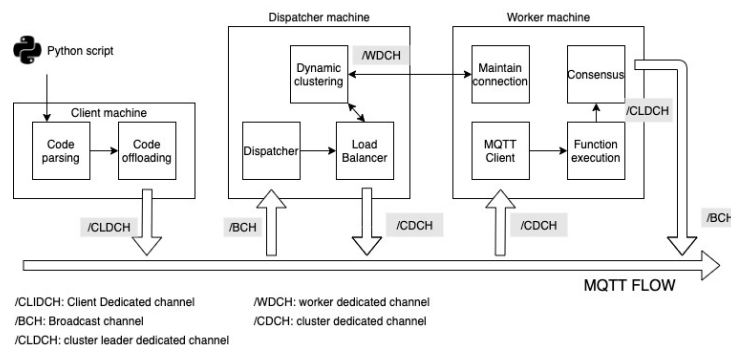 Dispatcher machine
Worker machine
Python script
/WDCH
Dynamic
clustering
Maintain
connection
Consensus
Client machine
/CLDCH
Code
parsing
Code
offloading
Dispatcher
Load
Balancer
MQTT
Client
Function
execution
/CLDCH
/BCH
/CDCH
/CDCH
/BCH
MQTT FLOW
/CLIDCH: Client Dedicated channel
/WDCH: worker dedicated channel
/BCH: Broadcast channel
/CDCH: cluster dedicated channel
/CLDCH: cluster leader dedicated channel